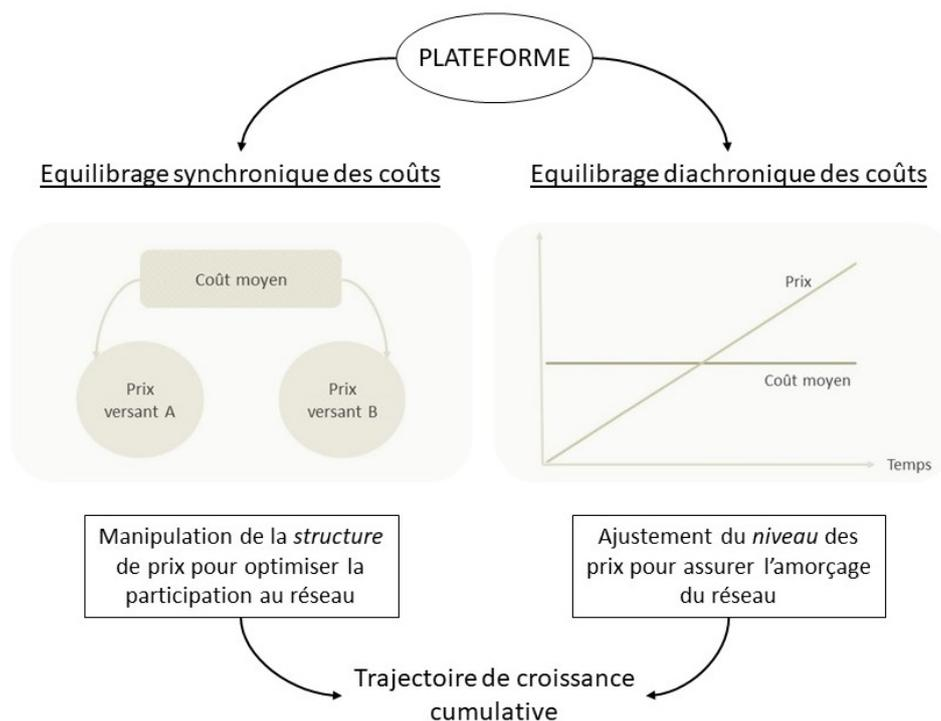 PLATEFORME
Equilibrage synchronique des coûts
Coût moyen
Prix
versant A
Prix
versant B
Manipulation de la structure
de prix pour optimiser la
participation au réseau
Equilibrage diachronique des coûts
Prix
Coût moyen
Temps
Ajustement du niveau des
prix pour assurer l’amorçage
du réseau
Trajectoire de croissance
cumulative